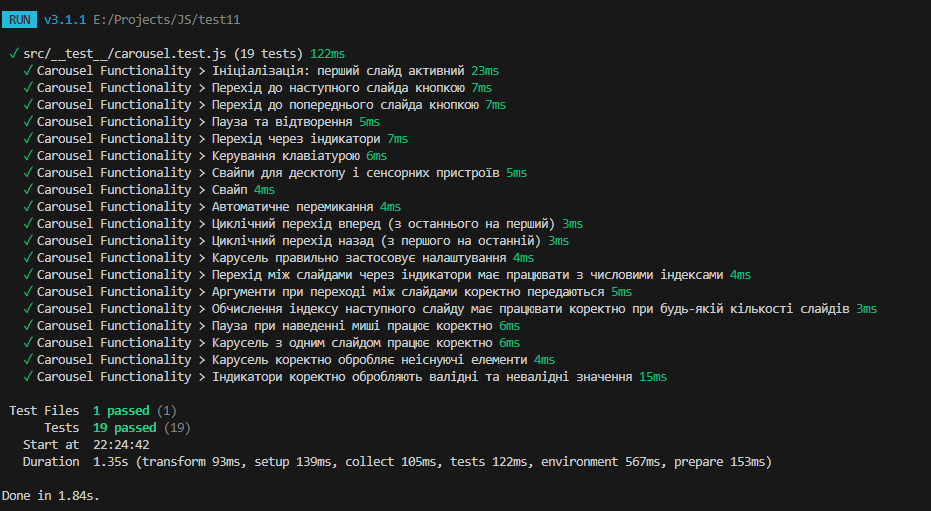 RUN v3.1.1 E:/Projects/JS/test11
✓ src/__test__/carousel.test.js (19 tests) 122ms
✓ Carousel Functionality > Ініціалізація: перший слайд активний 23ms
✓ Carousel Functionality > Перехід до наступного слайда кнопкою 7ms
✓ Carousel Functionality > Перехід до попереднього слайда кнопкою 7ms
✓ Carousel Functionality > Пауза та відтворення 5ms
✓ Carousel Functionality > Перехід через індикатори 7ms
✓ Carousel Functionality > Керування клавіатурою 6ms
✓ Carousel Functionality > Свайпи для десктопу і сенсорних пристроїв 5ms
✓ Carousel Functionality > Свайп 4ms
✓ Carousel Functionality > Автоматичне перемикання 4ms
✓ Carousel Functionality > Циклічний перехід вперед (з останнього на перший) 3ms
✓ Carousel Functionality > Циклічний перехід назад (з першого на останній) 3ms
✓ Carousel Functionality > Карусель правильно застосовує налаштування 4ms
✓ Carousel Functionality > Перехід між слайдами через індикатори має працювати з числовими індексами 4ms
✓ Carousel Functionality > Аргументи при переході між слайдами коректно передаються 5ms
✓ Carousel Functionality > Обчислення індексу наступного слайду має працювати коректно при будь-якій кількості слайдів 3ms
✓ Carousel Functionality > Пауза при наведенні миші працює коректно 6ms
✓ Carousel Functionality > Карусель з одним слайдом працює коректно 6ms
✓ Carousel Functionality > Карусель коректно обробляє неіснуючі елементи 4ms
✓ Carousel Functionality > Індикатори коректно обробляють валідні та невалідні значення 15ms
Test Files 1 passed (1)
Tests 19 passed (19)
Start at 22:24:42
Duration 1.35s (transform 93ms, setup 139ms, collect 105ms, tests 122ms, environment 567ms, prepare 153ms)
Done in 1.84s.